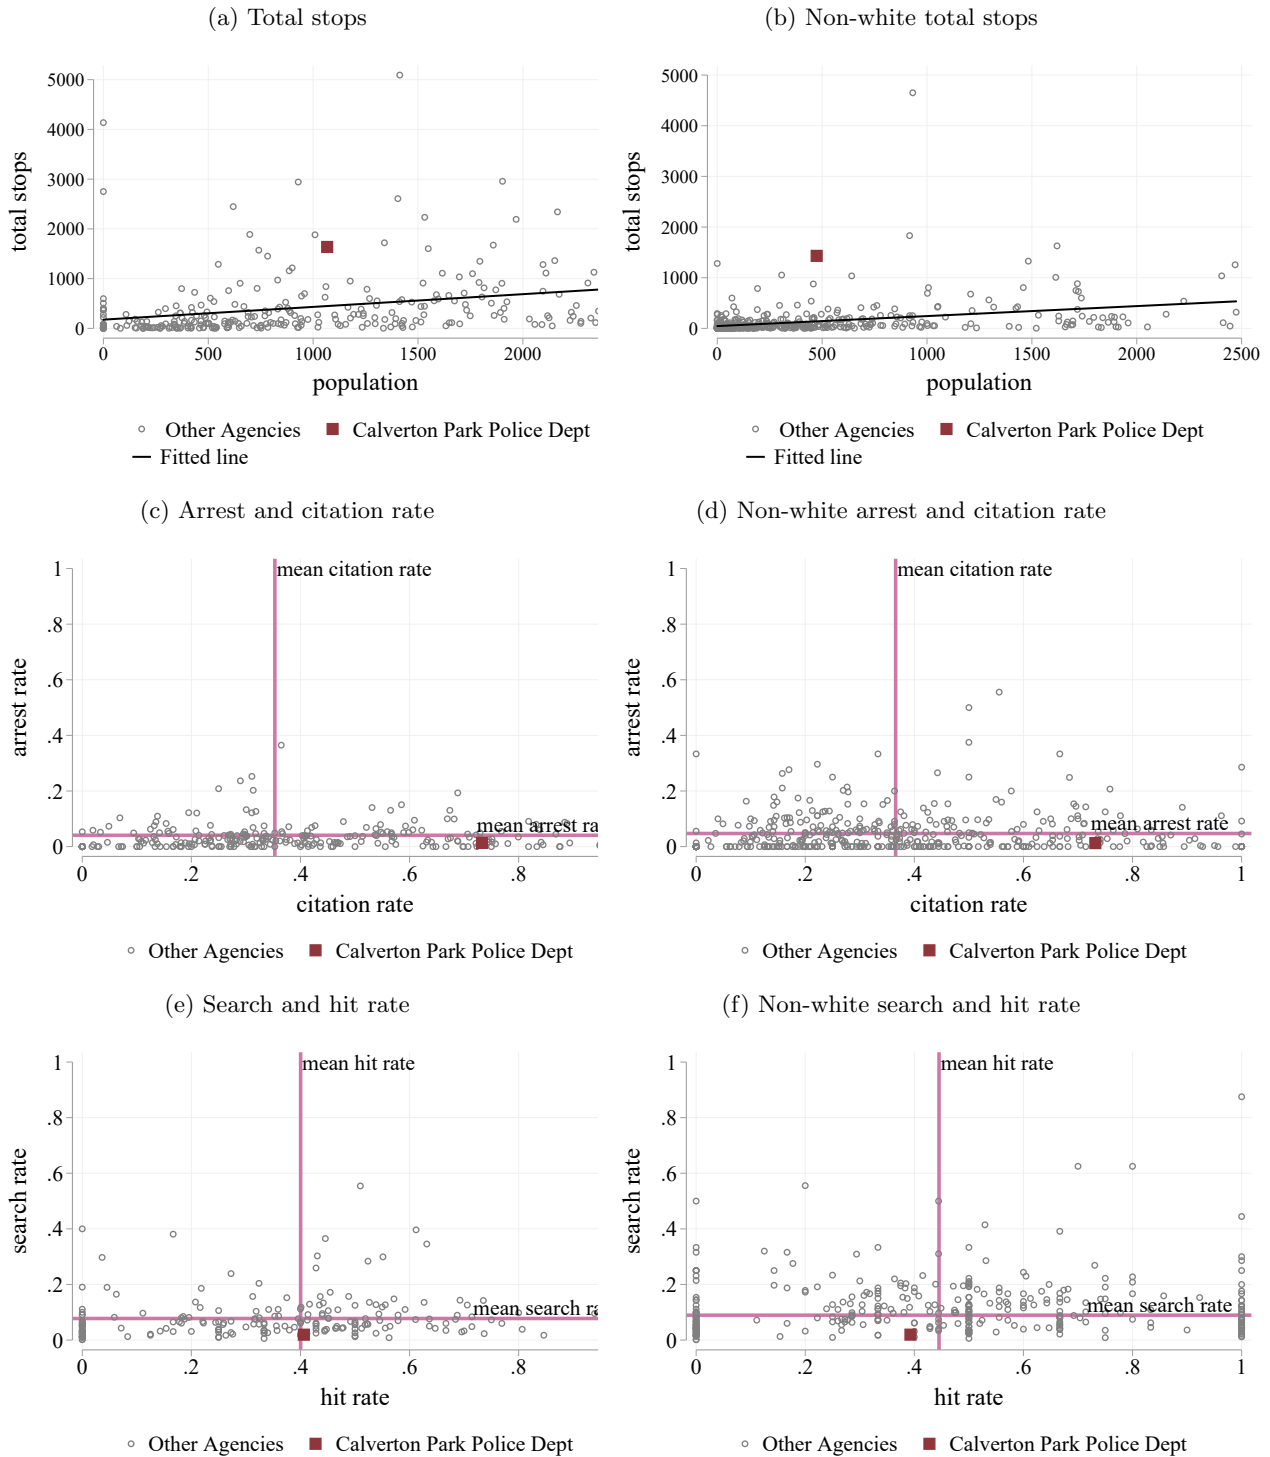 (a) Total stops
(b) Non-white total stops
total stops
5000
4000
3000
2000
1000
0
0 500 1000 1500 2000
population
Other Agencies Calverton Park Police Dept
Fitted line
total stops
5000
4000
3000
2000
1000
0
0 500 1000 1500 2000 2500
population
Other Agencies Calverton Park Police Dept
Fitted line
(c) Arrest and citation rate
(d) Non-white arrest and citation rate
arrest rate
1
.8
.6
.4
.2
0
mean citation rate
mean arrest ra
0 .2 .4 .6 .8
citation rate
Other Agencies Calverton Park Police Dept
arrest rate
1
.8
.6
.4
.2
0
mean citation rate
mean arrest rate
0 .2 .4 .6 .8 1
citation rate
Other Agencies Calverton Park Police Dept
(e) Search and hit rate
(f) Non-white search and hit rate
search rate
1
.8
.6
.4
.2
0
mean hit rate
mean search ra
0 .2 .4 .6 .8
hit rate
Other Agencies Calverton Park Police Dept
search rate
1
.8
.6
.4
.2
0
mean hit rate
mean search rate
0 .2 .4 .6 .8 1
hit rate
Other Agencies Calverton Park Police Dept